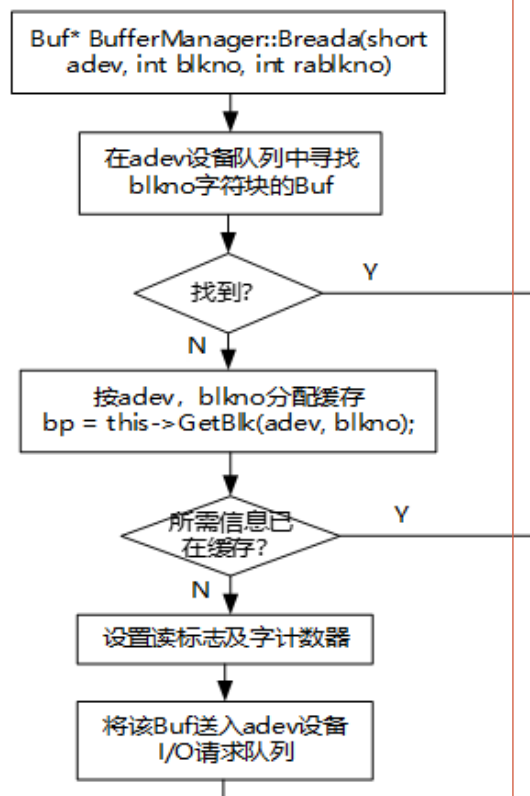 Buf* BufferManager::Breada(short
adev, int blkno, int rablkno)
在adev设备队列中寻找
blkno字符块的Buf
找到?
Y
N
按adev，blkno分配缓存
bp = this->GetBlk(adev, blkno);
所需信息已
在缓存?
Y
N
设置读标志及字计数器
将该Buf送入adev设备
I/O请求队列